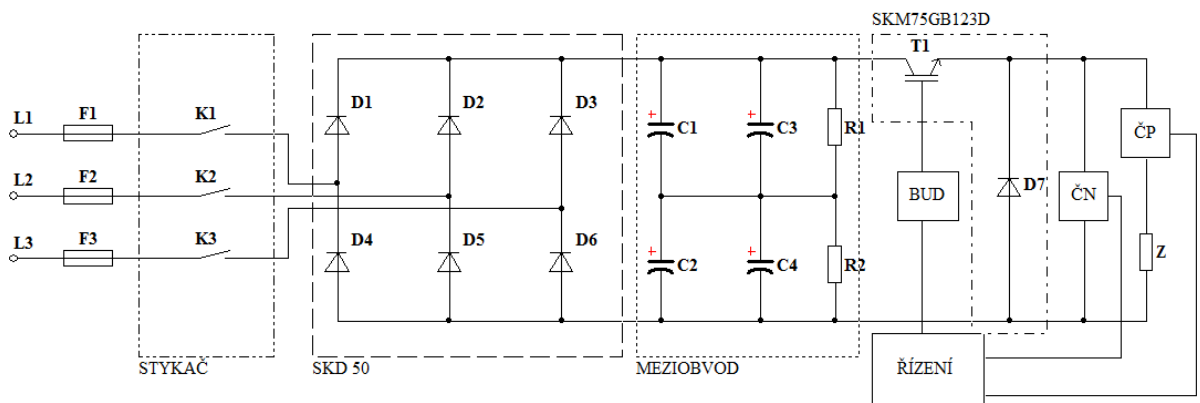 SKM75GB123D
T1
L1 F1 K1 D1 D2 D3 C1 C3 R1 ČP
L2 F2 K2 BUD D7 ČN
L3 F3 K3 D4 D5 D6 C2 C4 R2 Z
STYKAČ SKD 50 MEZIOBVOD ŘÍZENÍ